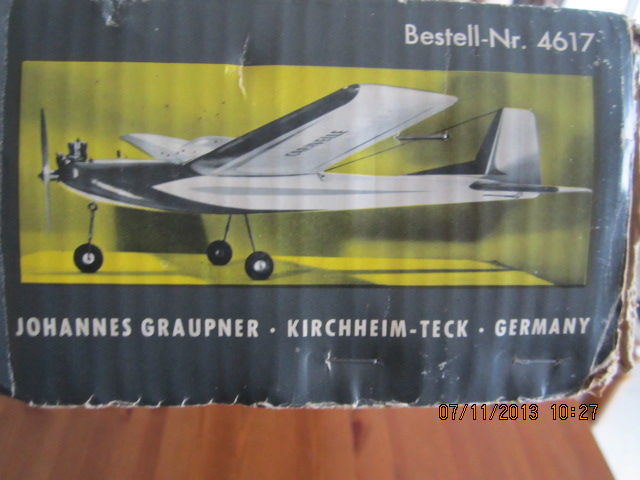 Bestell-Nr. 4617
JOHANNES GRAUPNER · KIRCHHEIM-TECK · GERMANY
07/11/2013 10:27